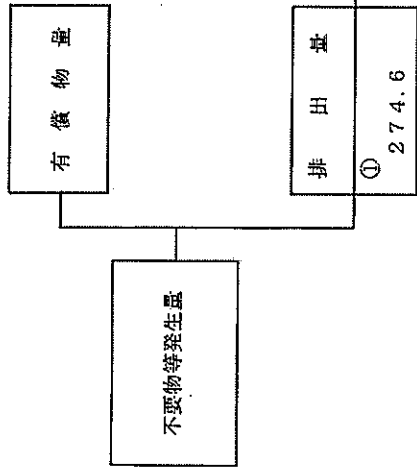 有償物量
不要物等発生量
排出量
①
274.6